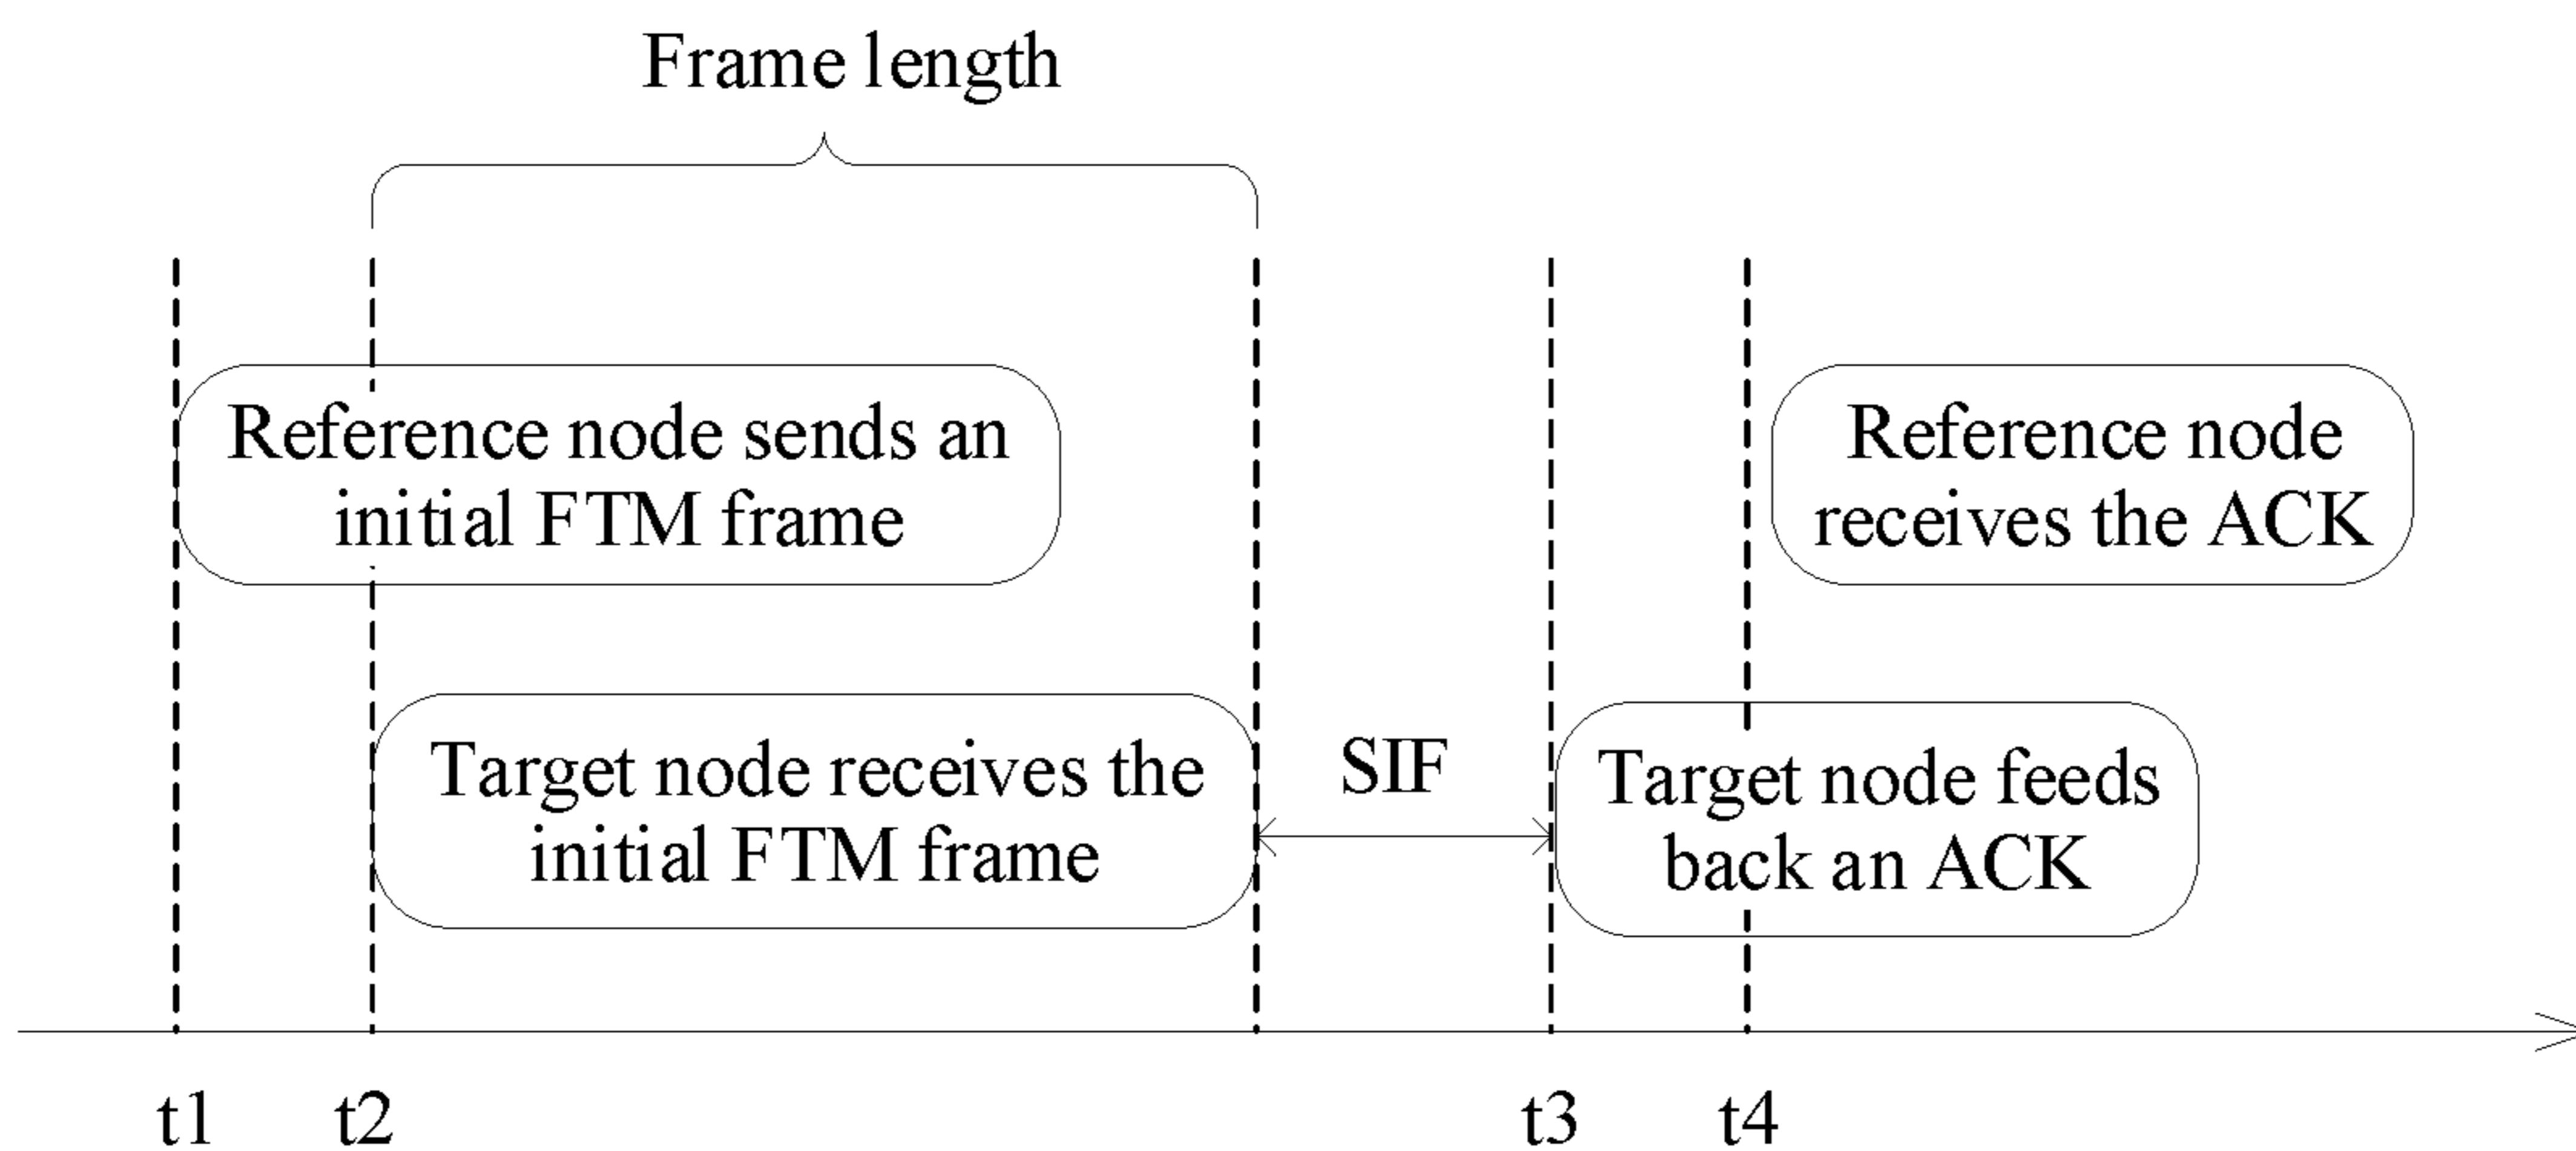 Frame length
Reference node sends an
initial FTM frame
Reference node
receives the ACK
Target node receives the
initial FTM frame
SIF
Target node feeds
back an ACK
t1
t2
t3
t4